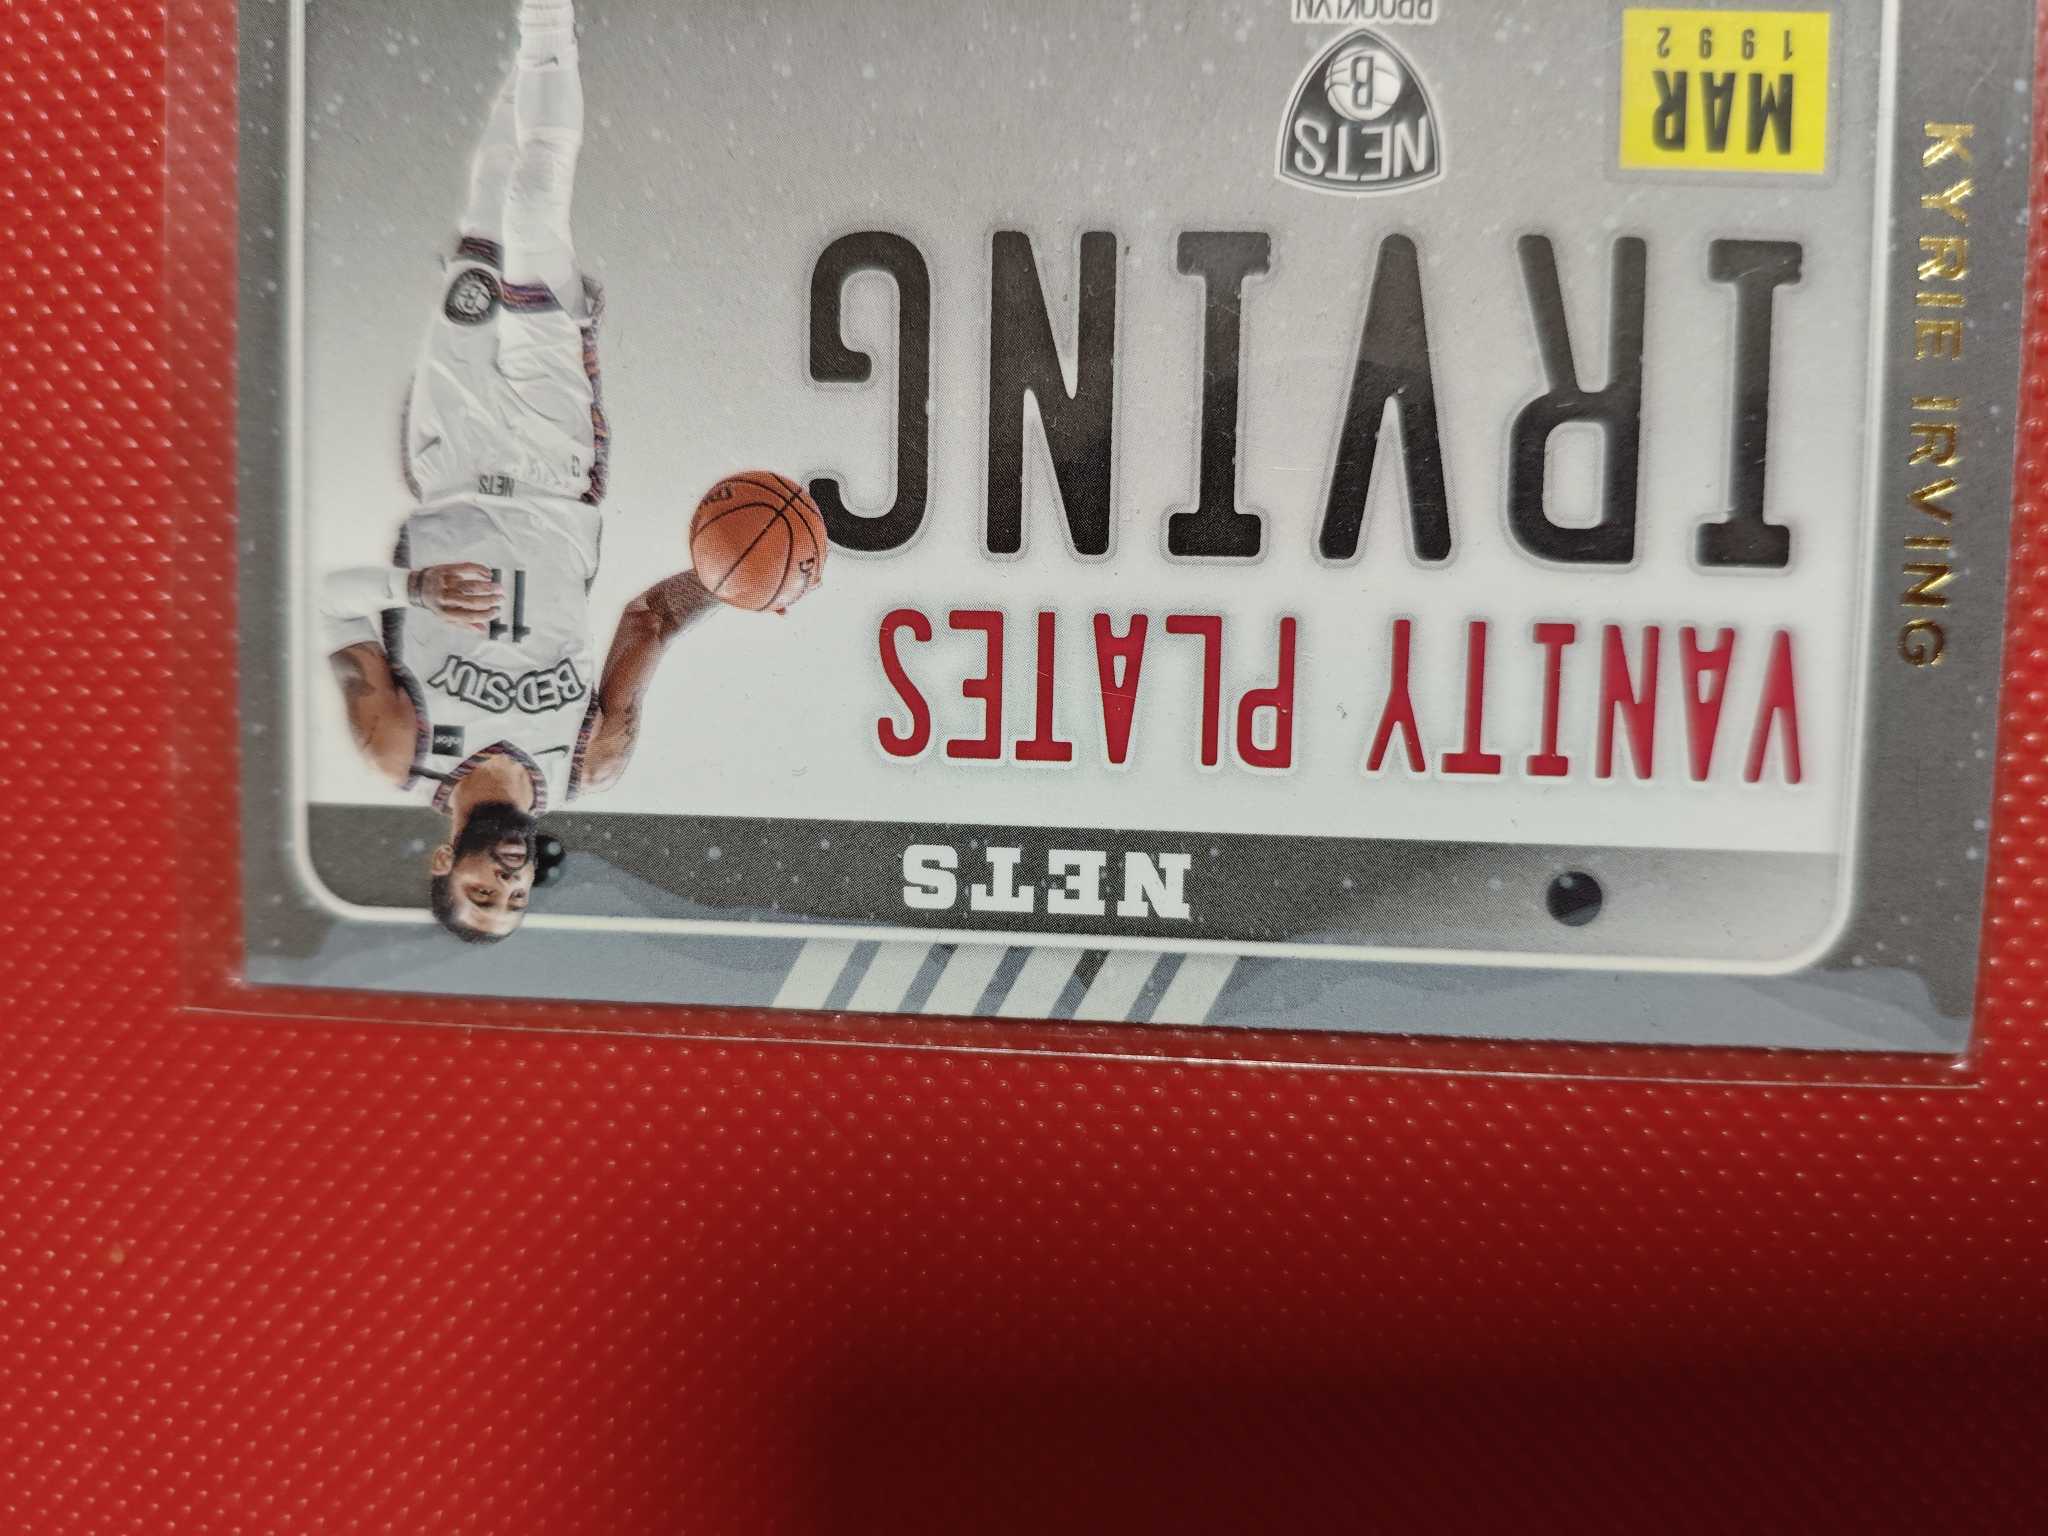 NETS
VANITY PLATES
IRVING
KYRIE IRVING
BED-STUY
11
NETS
MAR
1992
NETS
B
BROOKLYN